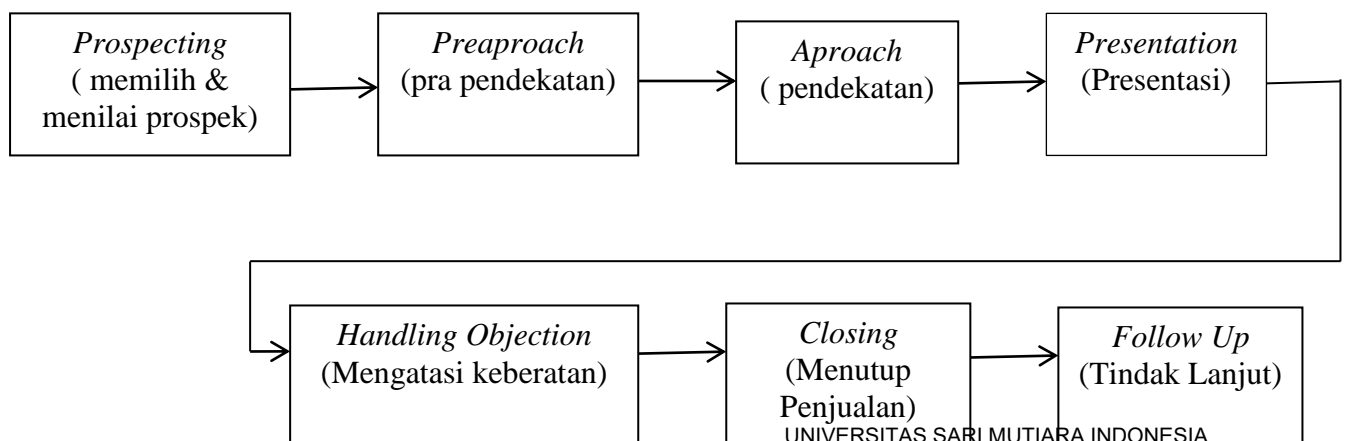 Prospecting
( memilih &
menilai prospek)
Preaproach
(pra pendekatan)
Aproach
( pendekatan)
Presentation
(Presentasi)
Handling Objection
(Mengatasi keberatan)
Closing
(Menutup
Penjualan)
Follow Up
(Tindak Lanjut)
UNIVERSITAS SARI MUTIARA INDONESIA